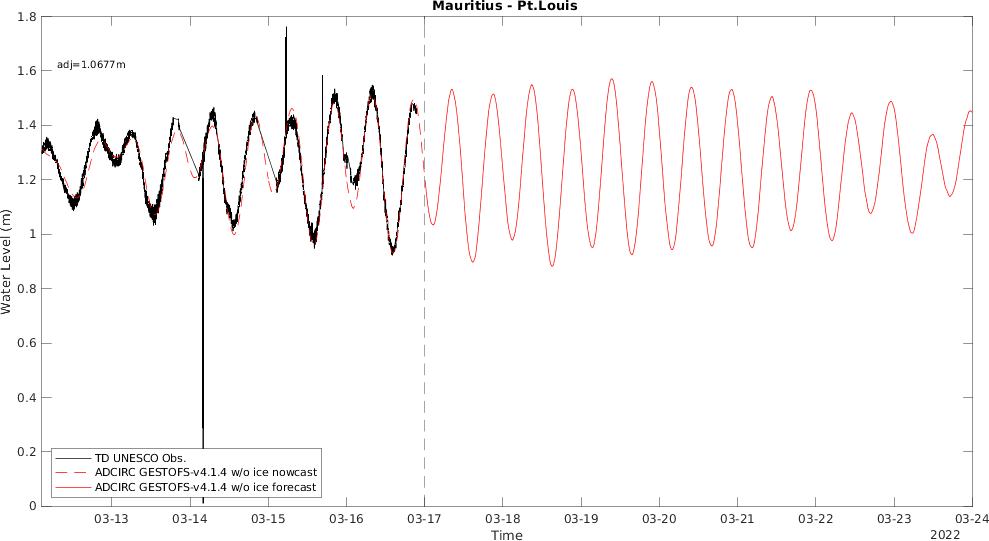 Mauritius - Pt.Louis
1.8
1.6
1.4
1.2
1
0.8
0.6
0.4
0.2
0
Water Level (m)
adj=1.0677m
TD UNESCO Obs.
ADCIRC GESTOFS-v4.1.4 w/o ice nowcast
ADCIRC GESTOFS-v4.1.4 w/o ice forecast
03-13 03-14 03-15 03-16 03-17 03-18 03-19 03-20 03-21 03-22 03-23 03-24
Time
2022